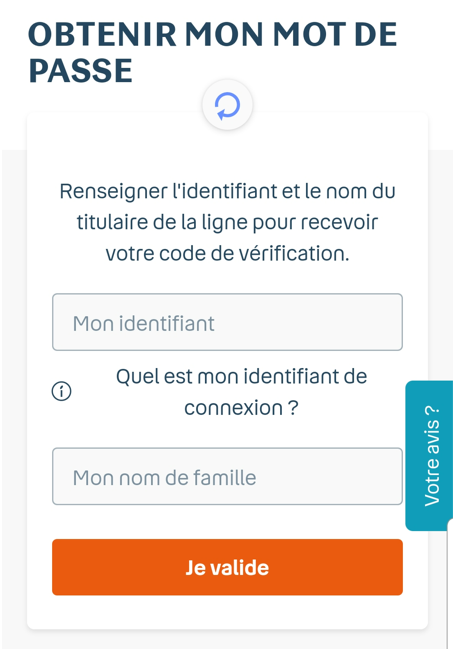 OBTENIR MON MOT DE
PASSE
Renseigner l'identifiant et le nom du
titulaire de la ligne pour recevoir
votre code de vérification.
Mon identifiant
Quel est mon identifiant de
connexion ?
Votre avis ?
Mon nom de famille
Je valide